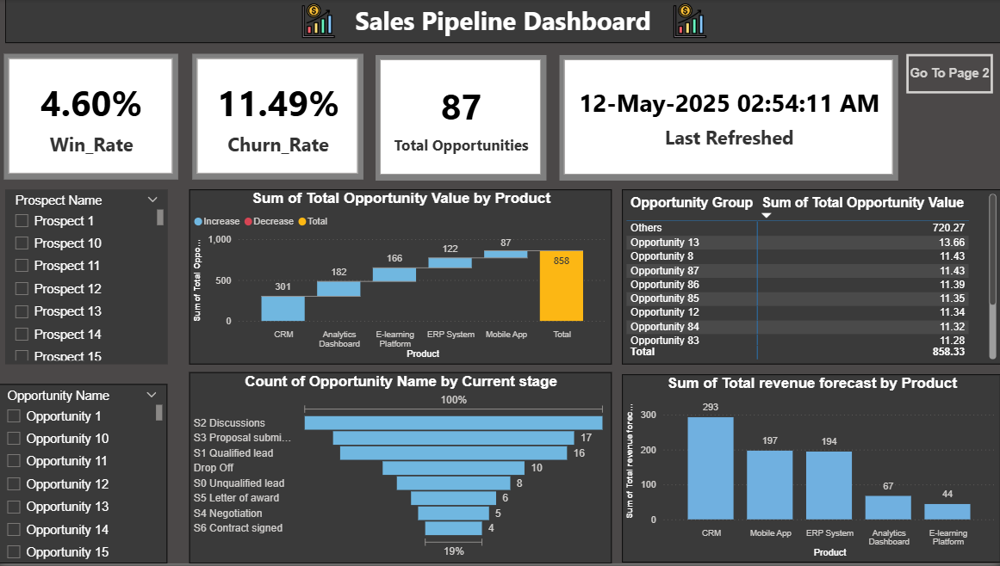 Sales Pipeline Dashboard
4.60%
Win_Rate
11.49%
Churn_Rate
87
Total Opportunities
12-May-2025 02:54:11 AM
Last Refreshed
Go To Page 2
Prospect Name
Prospect 1
Prospect 10
Prospect 11
Prospect 12
Prospect 13
Prospect 14
Prospect 15
Opportunity Name
Opportunity 1
Opportunity 10
Opportunity 11
Opportunity 12
Opportunity 13
Opportunity 14
Opportunity 15
Sum of Total Opportunity Value by Product
Increase Decrease Total
Sum of Total Oppo...
1,000
500
0
301
182
166
122
87
858
CRM
Analytics
Dashboard
E-learning
Platform
ERP System
Mobile App
Total
Product
Opportunity Group Sum of Total Opportunity Value
Others 720.27
Opportunity 13 13.66
Opportunity 8 11.43
Opportunity 87 11.43
Opportunity 86 11.39
Opportunity 85 11.35
Opportunity 12 11.34
Opportunity 84 11.32
Opportunity 83 11.28
Total 858.33
Count of Opportunity Name by Current stage
100%
S2 Discussions
S3 Proposal submi... 17
S1 Qualified lead 16
Drop Off 10
S0 Unqualified lead 8
S5 Letter of award 6
S4 Negotiation 5
S6 Contract signed 4
19%
Sum of Total revenue forecast by Product
Sum of Total revenue forec...
300
200
100
0
293
197
194
67
44
CRM
Mobile App
ERP System
Analytics
Dashboard
E-learning
Platform
Product